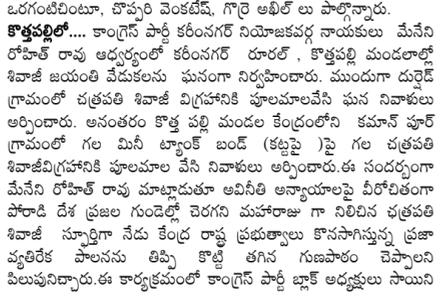 ఒరగంటిచింటూ, చొప్పరి వెంకటేష్, గొర్రె అఖిల్ లు పాల్గొన్నారు.
కొత్తపల్లిలో.... కాంగ్రెస్ పార్టీ కరీంనగర్ నియోజకవర్గ నాయకులు మేనేని
రోహిత్ రావు ఆధ్వర్యంలో కరీంనగర్ రూరల్ , కొత్తపల్లి మండలాల్లో
శివాజీ జయంతి వేడుకలను ఘనంగా నిర్వహించారు. ముందుగా దుర్షెడ్
గ్రామంలో చత్రపతి శివాజీ విగ్రహానికి పూలమాలవేసి ఘన నివాళులు
అర్పించారు. అనంతరం కొత్త పల్లి మండల కేంద్రంలోని కమాన్ పూర్
గ్రామంలో గల మినీ ట్యాంక్ బండ్ (కట్టపై )పై గల చత్రపతి
శివాజీవిగ్రహానికి పూలమాల వేసి నివాళులు అర్పించారు.ఈ సందర్భంగా
మేనేని రోహిత్ రావు మాట్లాడుతూ అవినీతి అన్యాయాలపై వీరోచితంగా
పోరాడి దేశ ప్రజల గుండెల్లో చెరగని మహారాజు గా నిలిచిన ఛత్రపతి
శివాజీ స్ఫూర్తిగా నేడు కేంద్ర రాష్ట్ర ప్రభుత్వాలు కొనసాగిస్తున్న ప్రజా
వ్యతిరేక పాలనను తిప్పి కొట్టి తగిన గుణపాఠం చెప్పాలని
పిలుపునిచ్చారు.ఈ కార్యక్రమంలో కాంగ్రెస్ పార్టీ బ్లాక్ అధ్యక్షులు సాయిని